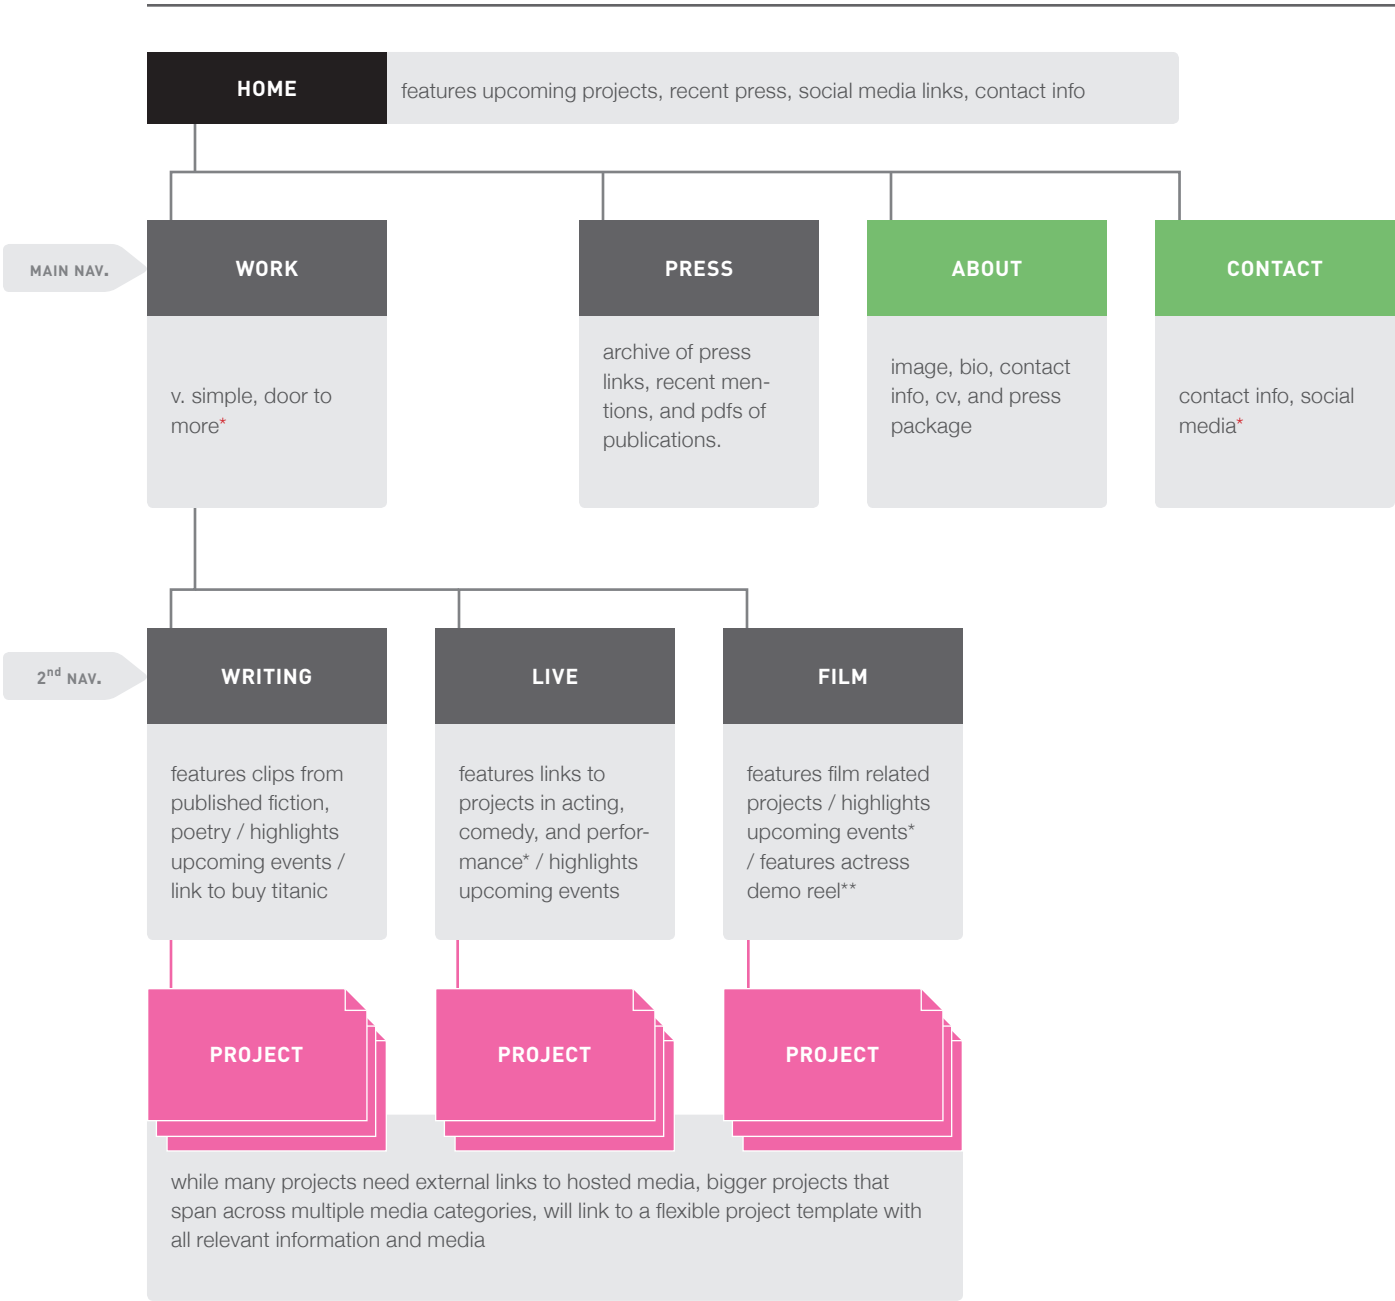 HOME
features upcoming projects, recent press, social media links, contact info
MAIN NAV.
WORK
PRESS
ABOUT
CONTACT
v. simple, door to
more*
archive of press
links, recent men-
tions, and pdfs of
publications.
image, bio, contact
info, cv, and press
package
contact info, social
media*
2nd NAV.
WRITING
LIVE
FILM
features clips from
published fiction,
poetry / highlights
upcoming events /
link to buy titanic
features links to
projects in acting,
comedy, and perfor-
mance* / highlights
upcoming events
features film related
projects / highlights
upcoming events*
/ features actress
demo reel**
PROJECT
PROJECT
PROJECT
while many projects need external links to hosted media, bigger projects that
span across multiple media categories, will link to a flexible project template with
all relevant information and media